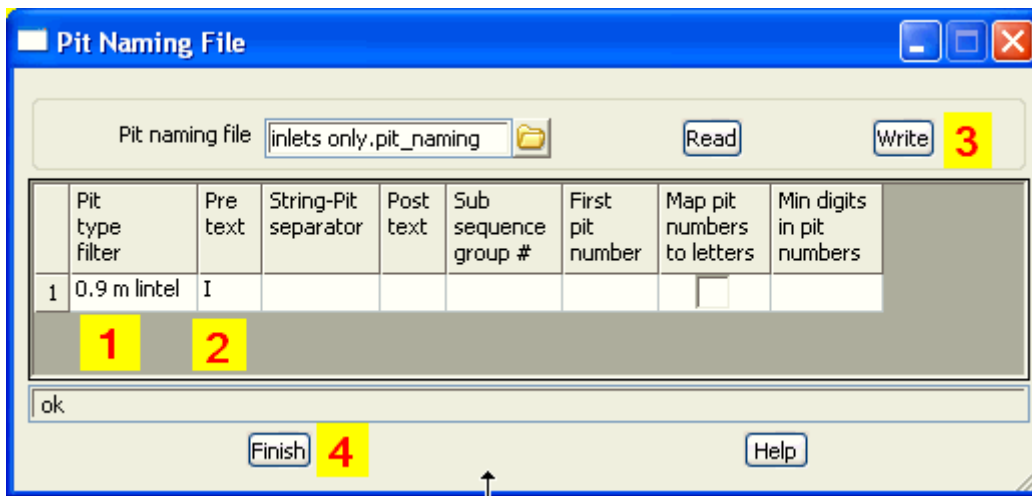 Pit Naming File
Pit naming file inlets only.pit_naming Read Write 3
Pit type filter Pre text String-Pit separator Post text Sub sequence group # First pit number Map pit numbers to letters Min digits in pit numbers
1 0.9 m lintel I
1 2
ok
Finish 4 Help